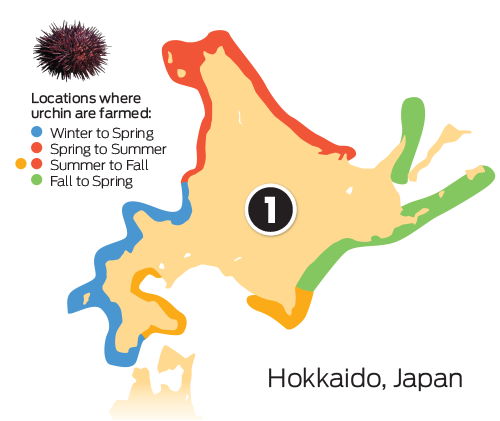 Locations where
urchin are farmed:
Winter to Spring
Spring to Summer
Summer to Fall
Fall to Spring
1
Hokkaido, Japan